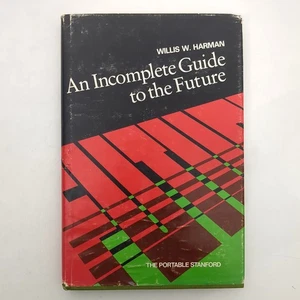 WILLIS W. HARMAN
An Incomplete Guide
to the Future
THE PORTABLE STANFORD